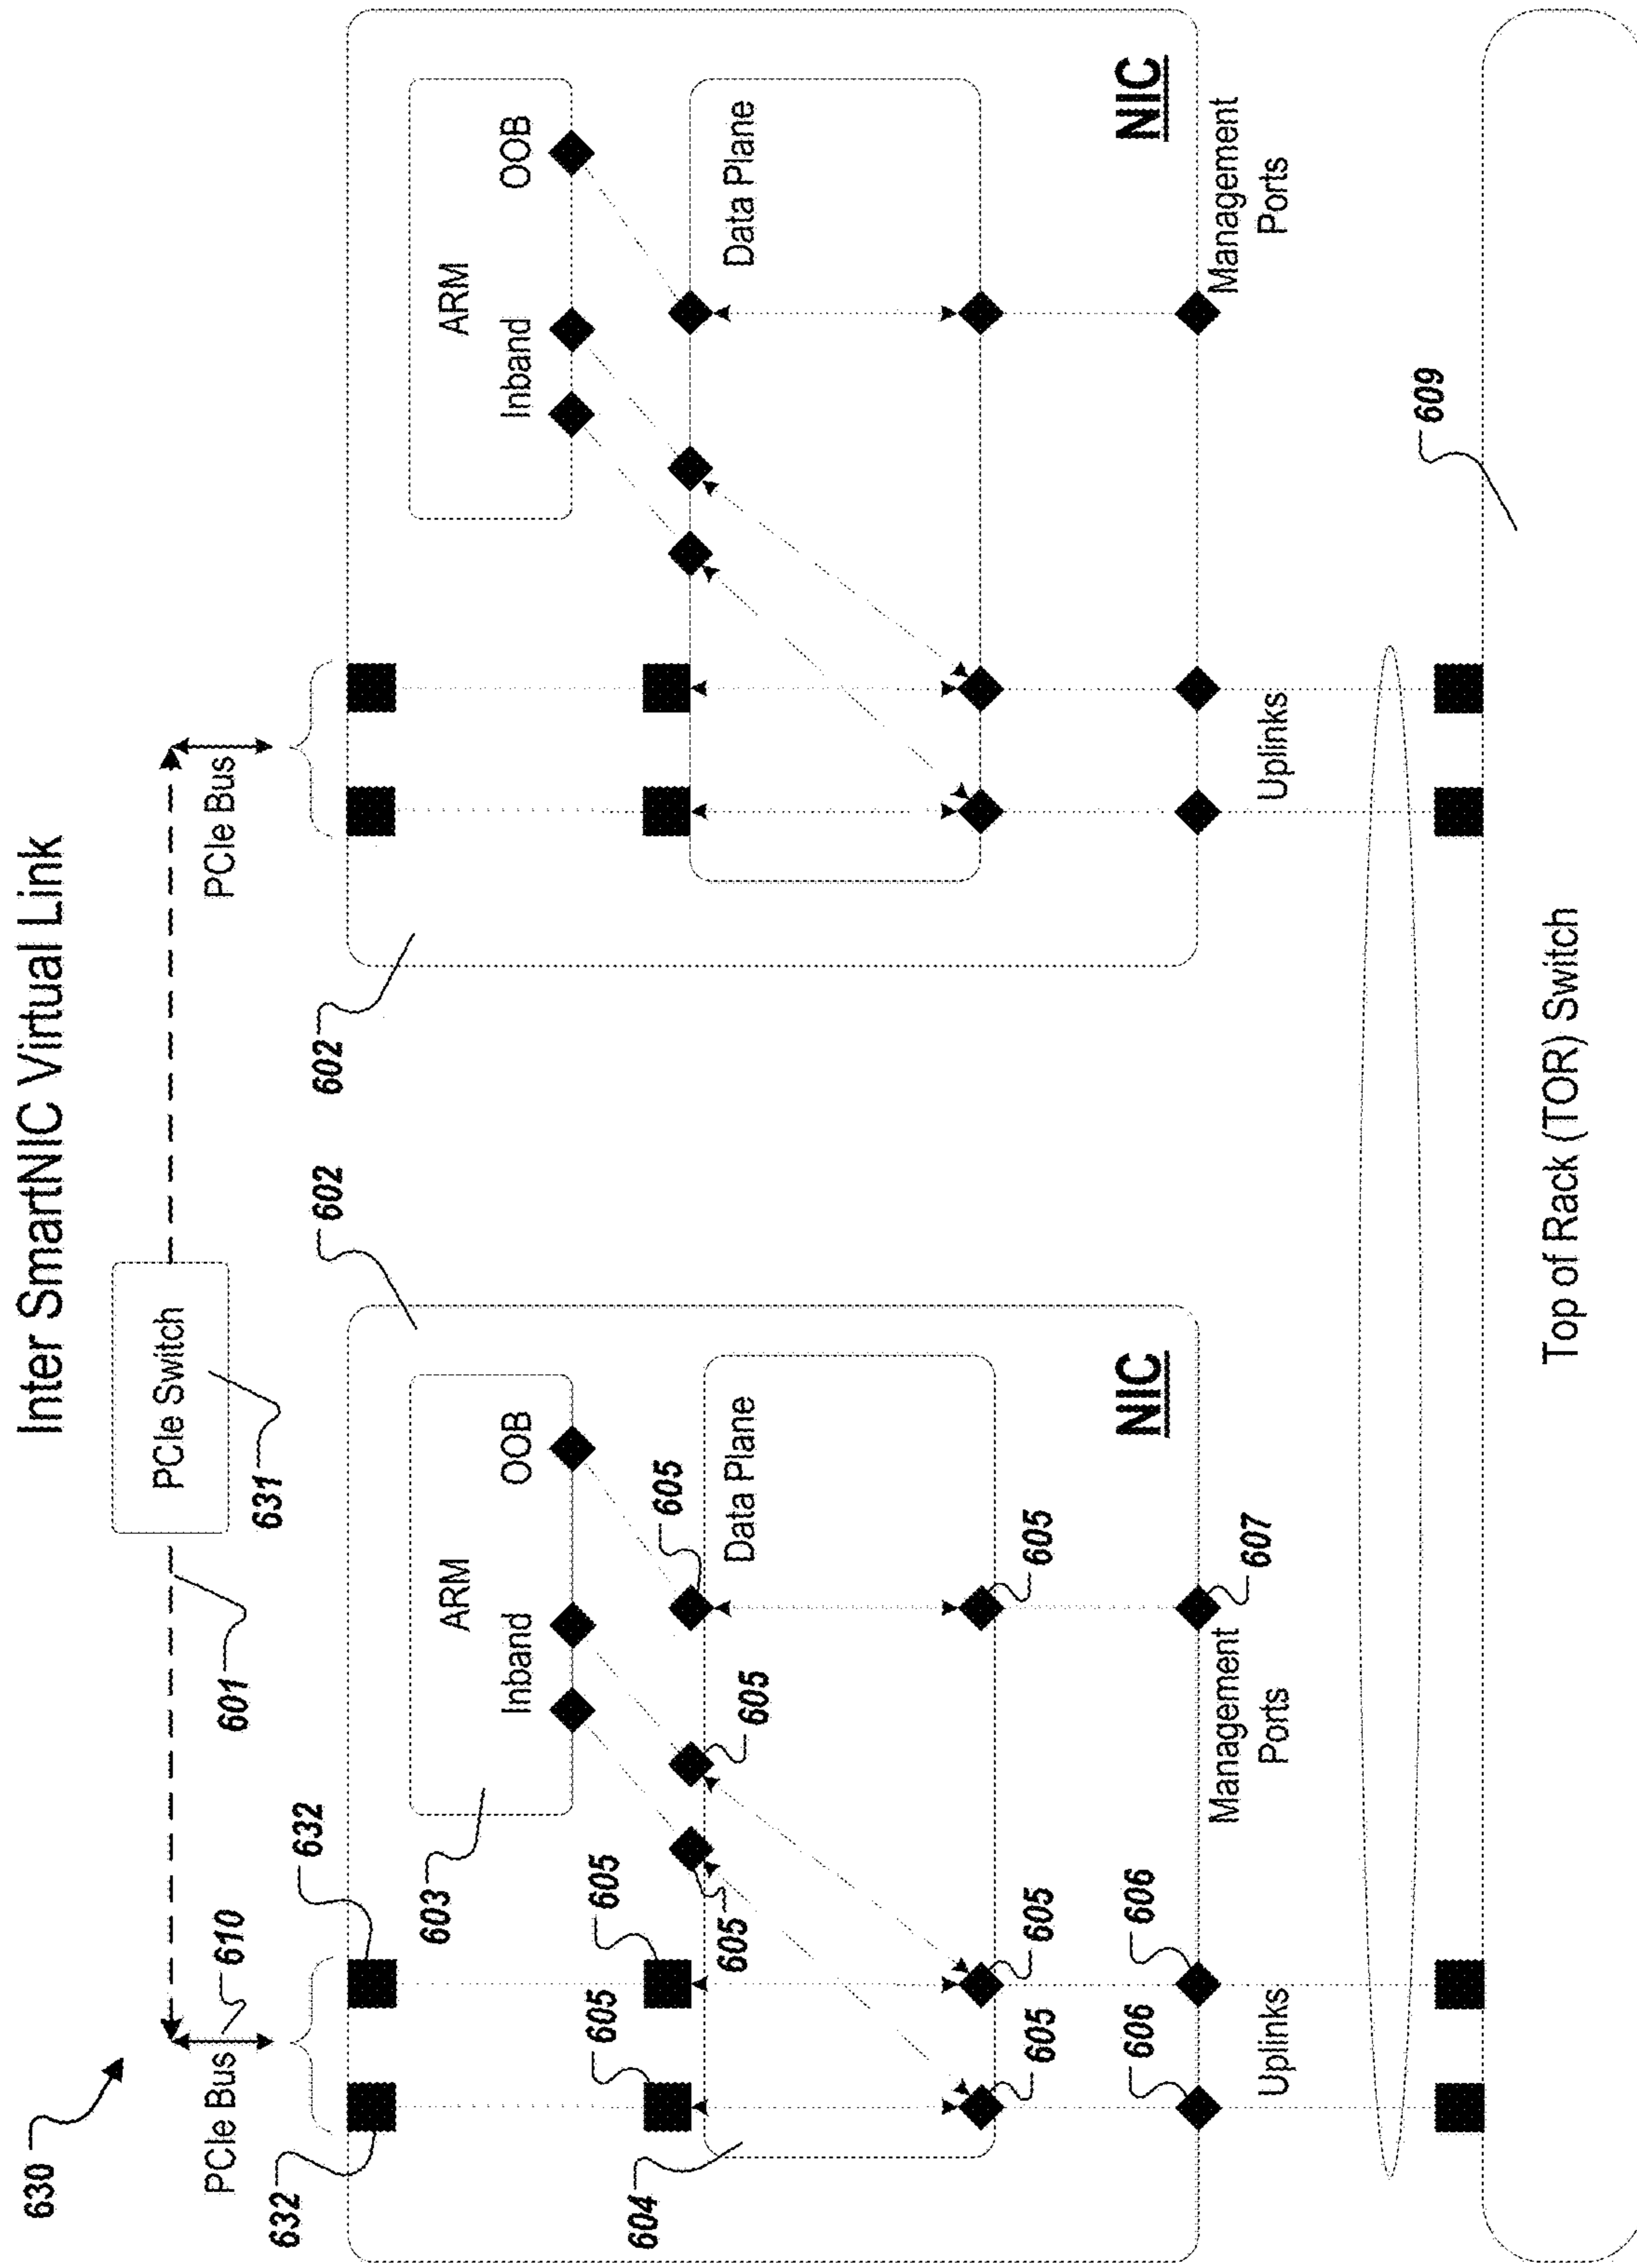 Inter SmartNIC Virtual Link
630
PCIe Switch
PCIe Bus
610
601
631
PCIe Bus
632
632
602
602
603
ARM
ARM
Inband
OOB
Inband
OOB
605
605
605
605
605
604
Data Plane
Data Plane
605
605
605
NIC
NIC
606
606
607
Uplinks
Management
Ports
Uplinks
Management
Ports
609
Top of Rack (TOR) Switch